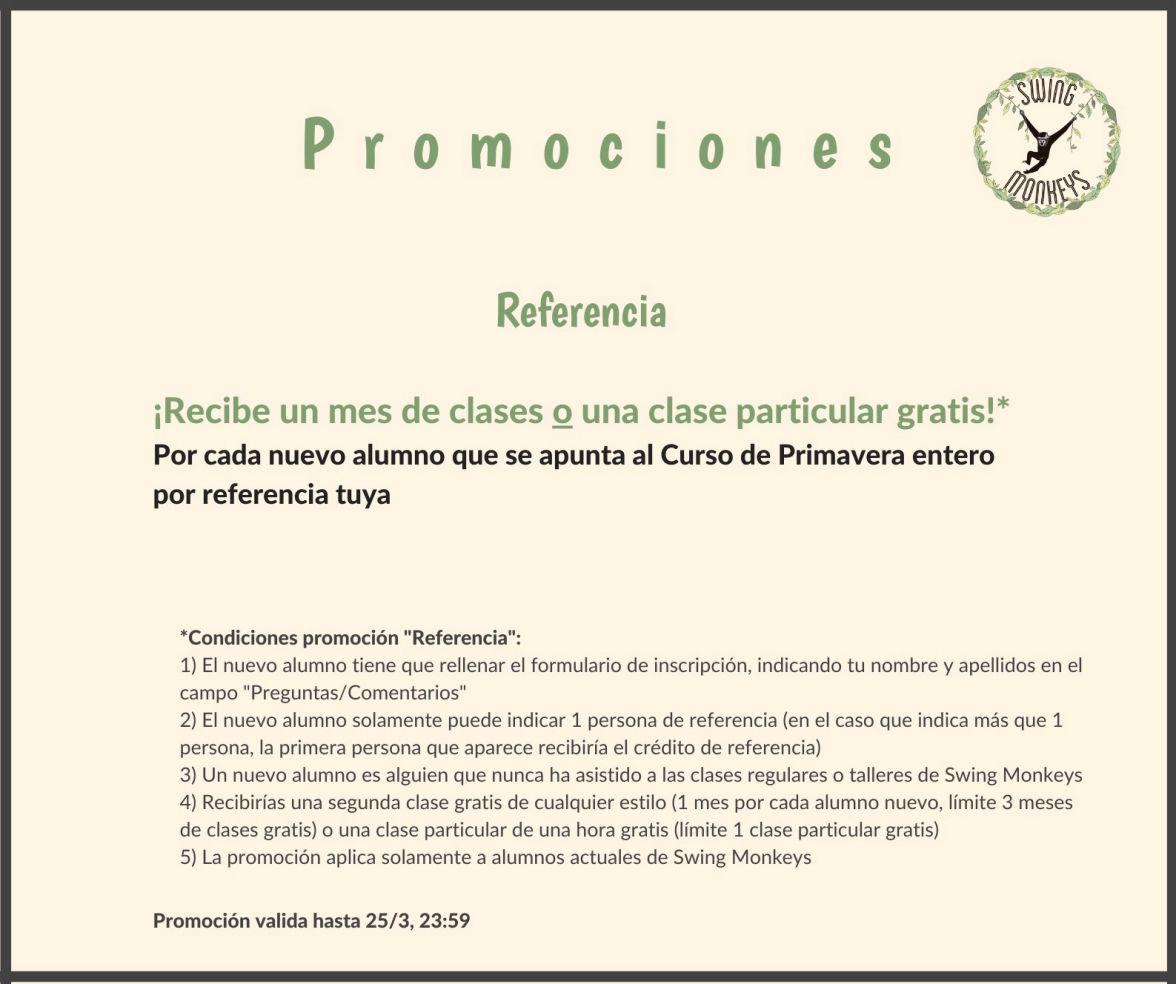 Promociones
SWING
MONKEYS
Referencia
¡Recibe un mes de clases o una clase particular gratis!*
Por cada nuevo alumno que se apunta al Curso de Primavera entero
por referencia tuya
*Condiciones promoción "Referencia":
1) El nuevo alumno tiene que rellenar el formulario de inscripción, indicando tu nombre y apellidos en el
campo "Preguntas/Comentarios"
2) El nuevo alumno solamente puede indicar 1 persona de referencia (en el caso que indica más que 1
persona, la primera persona que aparece recibiría el crédito de referencia)
3) Un nuevo alumno es alguien que nunca ha asistido a las clases regulares o talleres de Swing Monkeys
4) Recibirías una segunda clase gratis de cualquier estilo (1 mes por cada alumno nuevo, límite 3 meses
de clases gratis) o una clase particular de una hora gratis (límite 1 clase particular gratis)
5) La promoción aplica solamente a alumnos actuales de Swing Monkeys
Promoción valida hasta 25/3, 23:59